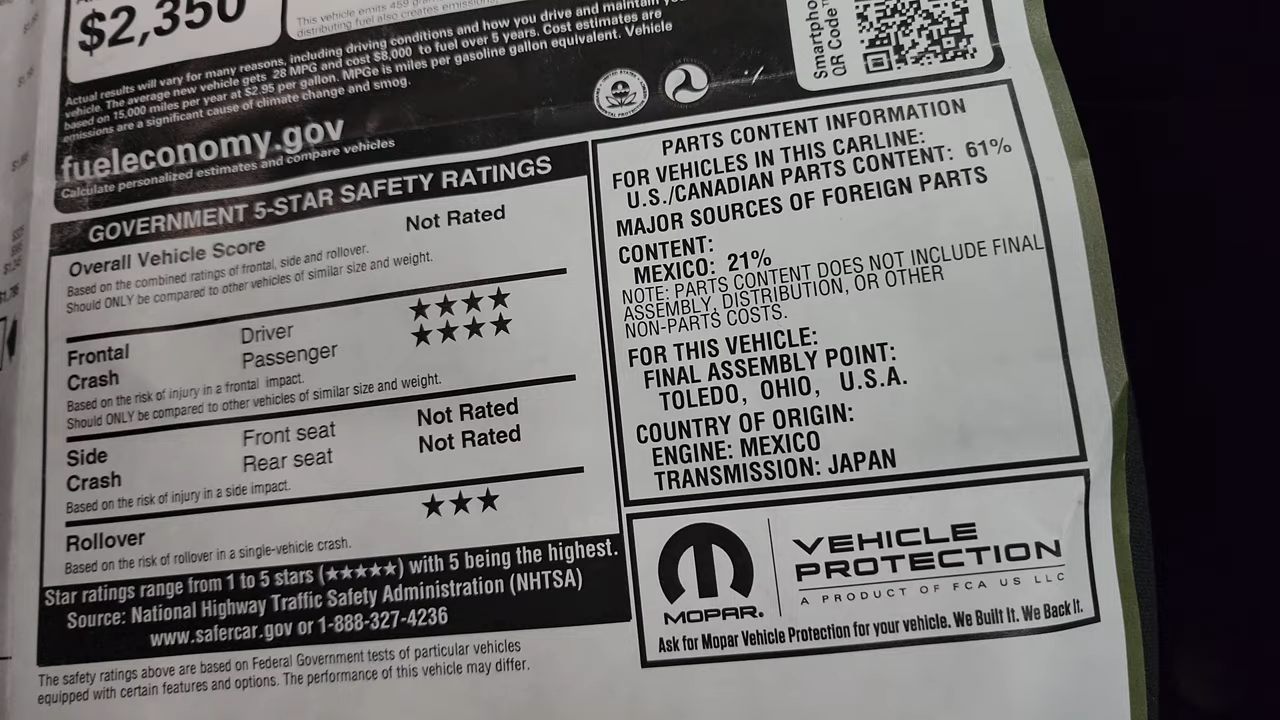 $2,350
This vehicle emits 459
distributing fuel also creates
Actual results will vary for many reasons, including driving conditions and how you drive and maintain
vehicle. The average new vehicle gets 28 MPG and cost $8,000 to fuel over 5 years. Cost estimates are
based on 15,000 miles per year at $2.95 per gallon. MPGe is miles per gasoline gallon equivalent. Vehicle
emissions are a significant cause of climate change and smog.
fueleconomy.gov
Calculate personalized estimates and compare vehicles
QR Code™
GOVERNMENT 5-STAR SAFETY RATINGS
Overall Vehicle Score Not Rated
Based on the combined ratings of frontal, side and rollover.
Should ONLY be compared to other vehicles of similar size and weight.
Frontal Driver ★★★★
Crash Passenger ★★★★
Based on the risk of injury in a frontal impact.
Should ONLY be compared to other vehicles of similar size and weight.
Side Front seat Not Rated
Crash Rear seat Not Rated
Based on the risk of injury in a side impact.
Rollover ★★★
Based on the risk of rollover in a single-vehicle crash.
Star ratings range from 1 to 5 stars (★★★★★) with 5 being the highest.
Source: National Highway Traffic Safety Administration (NHTSA)
www.safercar.gov or 1-888-327-4236
The safety ratings above are based on Federal Government tests of particular vehicles
equipped with certain features and options. The performance of this vehicle may differ.
PARTS CONTENT INFORMATION
FOR VEHICLES IN THIS CARLINE:
U.S./CANADIAN PARTS CONTENT: 61%
MAJOR SOURCES OF FOREIGN PARTS
CONTENT:
MEXICO: 21%
NOTE: PARTS CONTENT DOES NOT INCLUDE FINAL
ASSEMBLY, DISTRIBUTION, OR OTHER
NON-PARTS COSTS.
FOR THIS VEHICLE:
FINAL ASSEMBLY POINT:
TOLEDO, OHIO, U.S.A.
COUNTRY OF ORIGIN:
ENGINE: MEXICO
TRANSMISSION: JAPAN
MOPAR.
VEHICLE
PROTECTION
A PRODUCT OF FCA US LLC
Ask for Mopar Vehicle Protection for your vehicle. We Built It. We Back It.